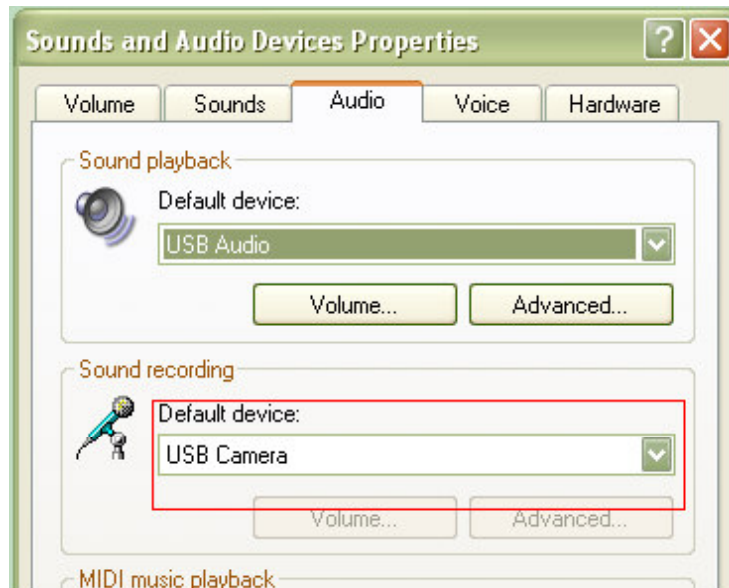 Sounds and Audio Devices Properties
Volume Sounds Audio Voice Hardware
Sound playback
Default device:
USB Audio
Volume... Advanced...
Sound recording
Default device:
USB Camera
Volume... Advanced...
MIDI music playback